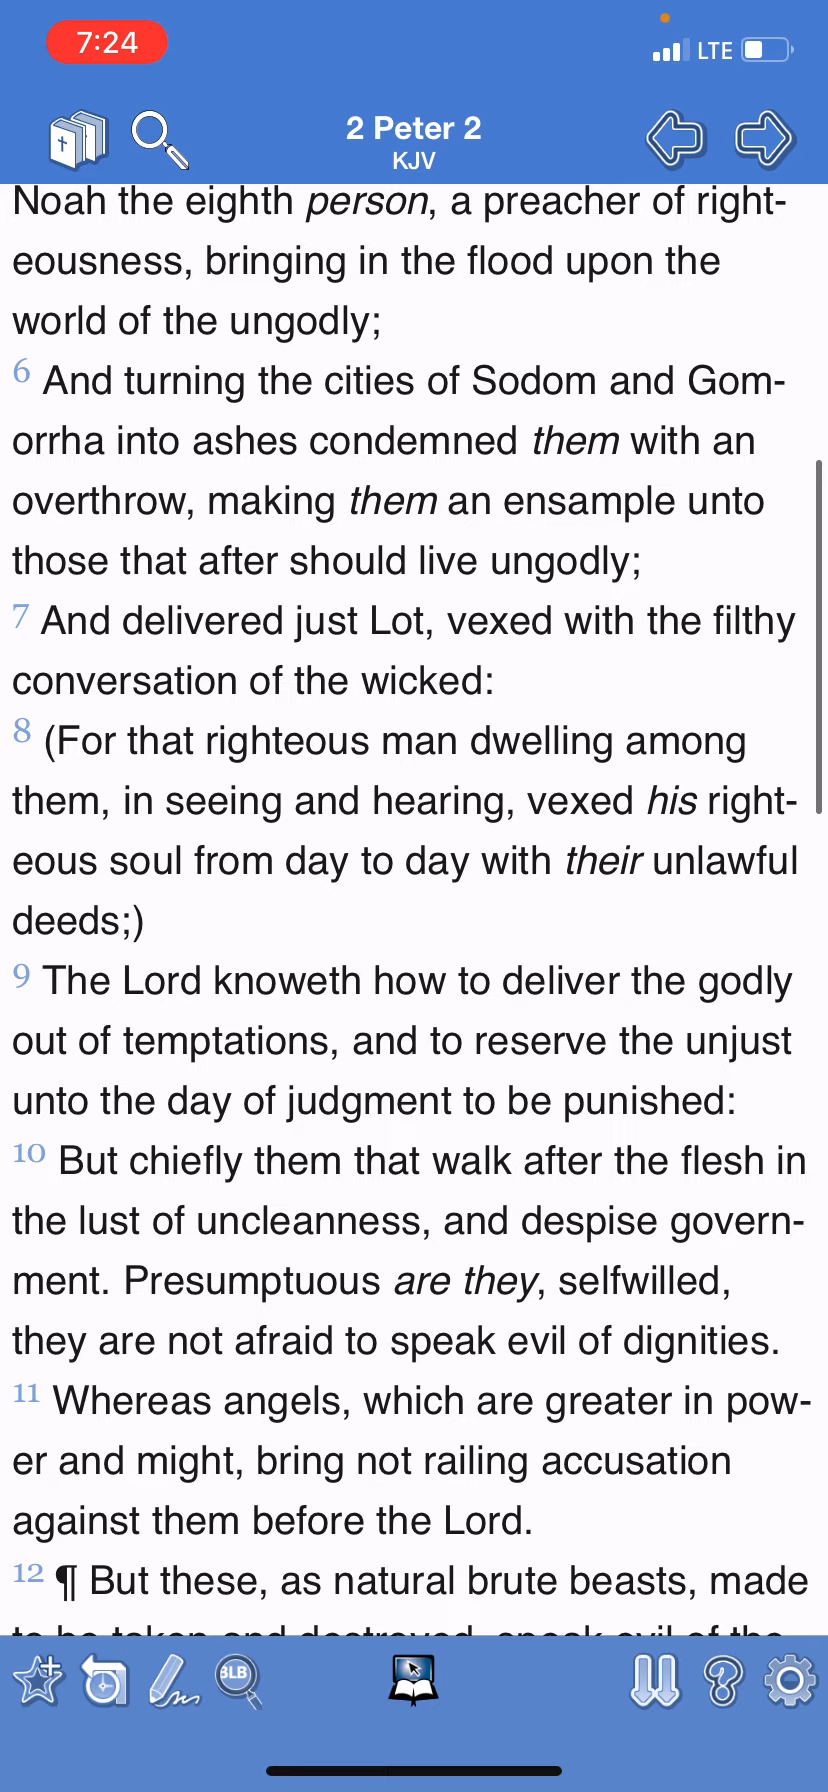 7:24
LTE
2 Peter 2
KJV
Noah the eighth person, a preacher of right-
eousness, bringing in the flood upon the
world of the ungodly;
6 And turning the cities of Sodom and Gom-
orrha into ashes condemned them with an
overthrow, making them an ensample unto
those that after should live ungodly;
7 And delivered just Lot, vexed with the filthy
conversation of the wicked:
8 (For that righteous man dwelling among
them, in seeing and hearing, vexed his right-
eous soul from day to day with their unlawful
deeds;)
9 The Lord knoweth how to deliver the godly
out of temptations, and to reserve the unjust
unto the day of judgment to be punished:
10 But chiefly them that walk after the flesh in
the lust of uncleanness, and despise govern-
ment. Presumptuous are they, selfwilled,
they are not afraid to speak evil of dignities.
11 Whereas angels, which are greater in pow-
er and might, bring not railing accusation
against them before the Lord.
12 ¶ But these, as natural brute beasts, made
to be taken and destroyed, speak evil of the
BLB